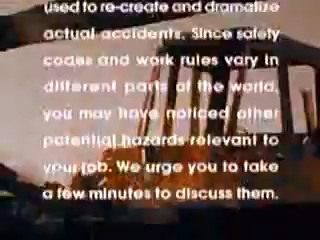 used to re-create and dramatize
actual accidents. Since safety
codes and work rules vary in
different parts of the world,
you may have noticed other
potential hazards relevant to
your job. We urge you to take
a few minutes to discuss them.